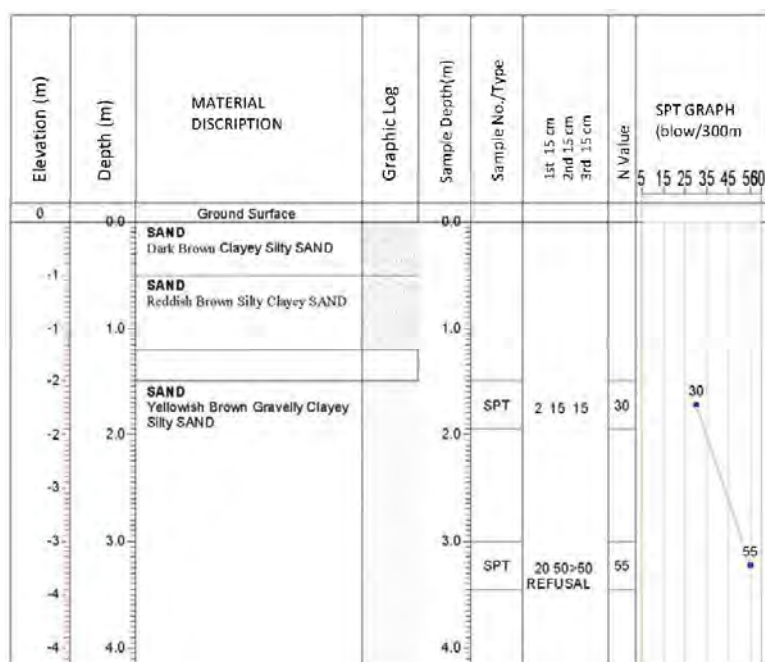 Elevation (m)
Depth (m)
MATERIAL
DISCRIPTION
Graphic Log
Sample Depth(m)
Sample No./Type
1st 15 cm
2nd 15 cm
3rd 15 cm
N Value
SPT GRAPH
(blow/300m
5 15 25 35 45 55 60
0 0.0 Ground Surface 0.0
SAND
Dark Brown Clayey Silty SAND
-1
SAND
Reddish Brown Silty Clayey SAND
-1 1.0 1.0
-2
SAND
Yellowish Brown Gravelly Clayey
Silty SAND
SPT 2 15 15 30 30
-2 2.0 2.0
-3 3.0 3.0
SPT 20 50>50 55 55
REFUSAL
-4
-4 4.0 4.0